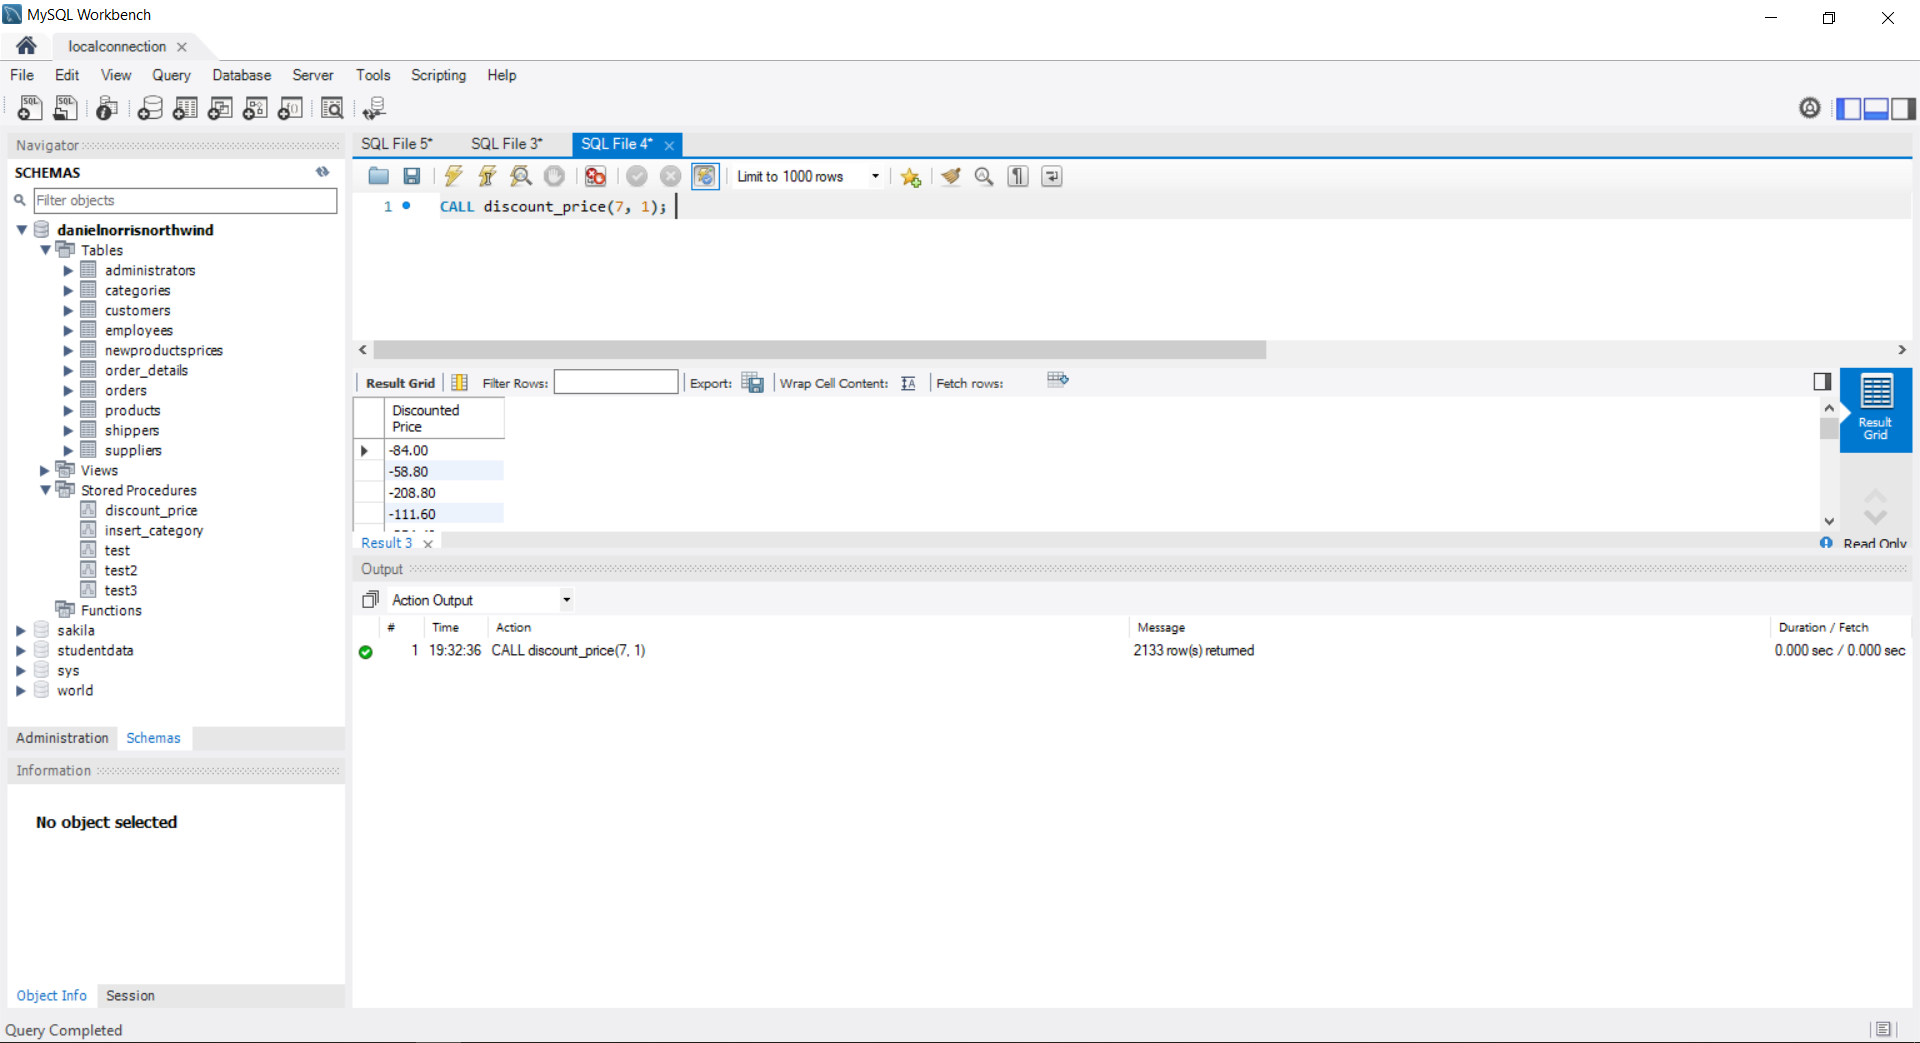 MySQL Workbench
localconnection
File Edit View Query Database Server Tools Scripting Help
Navigator
SCHEMAS
Filter objects
danielnorrisnorthwind
Tables
administrators
categories
customers
employees
newproductsprices
order_details
orders
products
shippers
suppliers
Views
Stored Procedures
discount_price
insert_category
test
test2
test3
Functions
sakila
studentdata
sys
world
Administration Schemas
Information
No object selected
Object Info Session
SQL File 5* SQL File 3* SQL File 4*
Limit to 1000 rows
1 CALL discount_price(7, 1);
Result Grid Filter Rows: Export: Wrap Cell Content: Fetch rows:
Discounted
Price
-84.00
-58.80
-208.80
-111.60
Result
Grid
Result 3
Read Only
Output
Action Output
# Time Action Message Duration / Fetch
1 19:32:36 CALL discount_price(7, 1) 2133 row(s) returned 0.000 sec / 0.000 sec
Query Completed